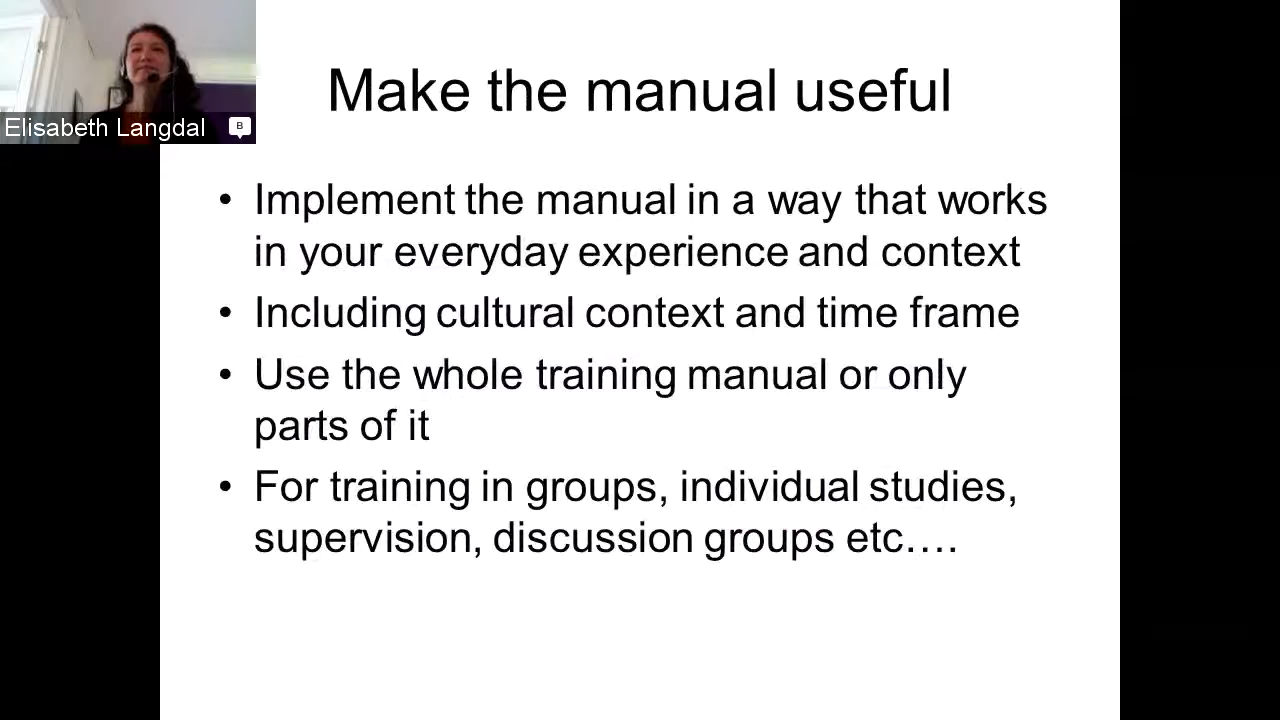 Elisabeth Langdal
B
Make the manual useful
• Implement the manual in a way that works
in your everyday experience and context
• Including cultural context and time frame
• Use the whole training manual or only
parts of it
• For training in groups, individual studies,
supervision, discussion groups etc….